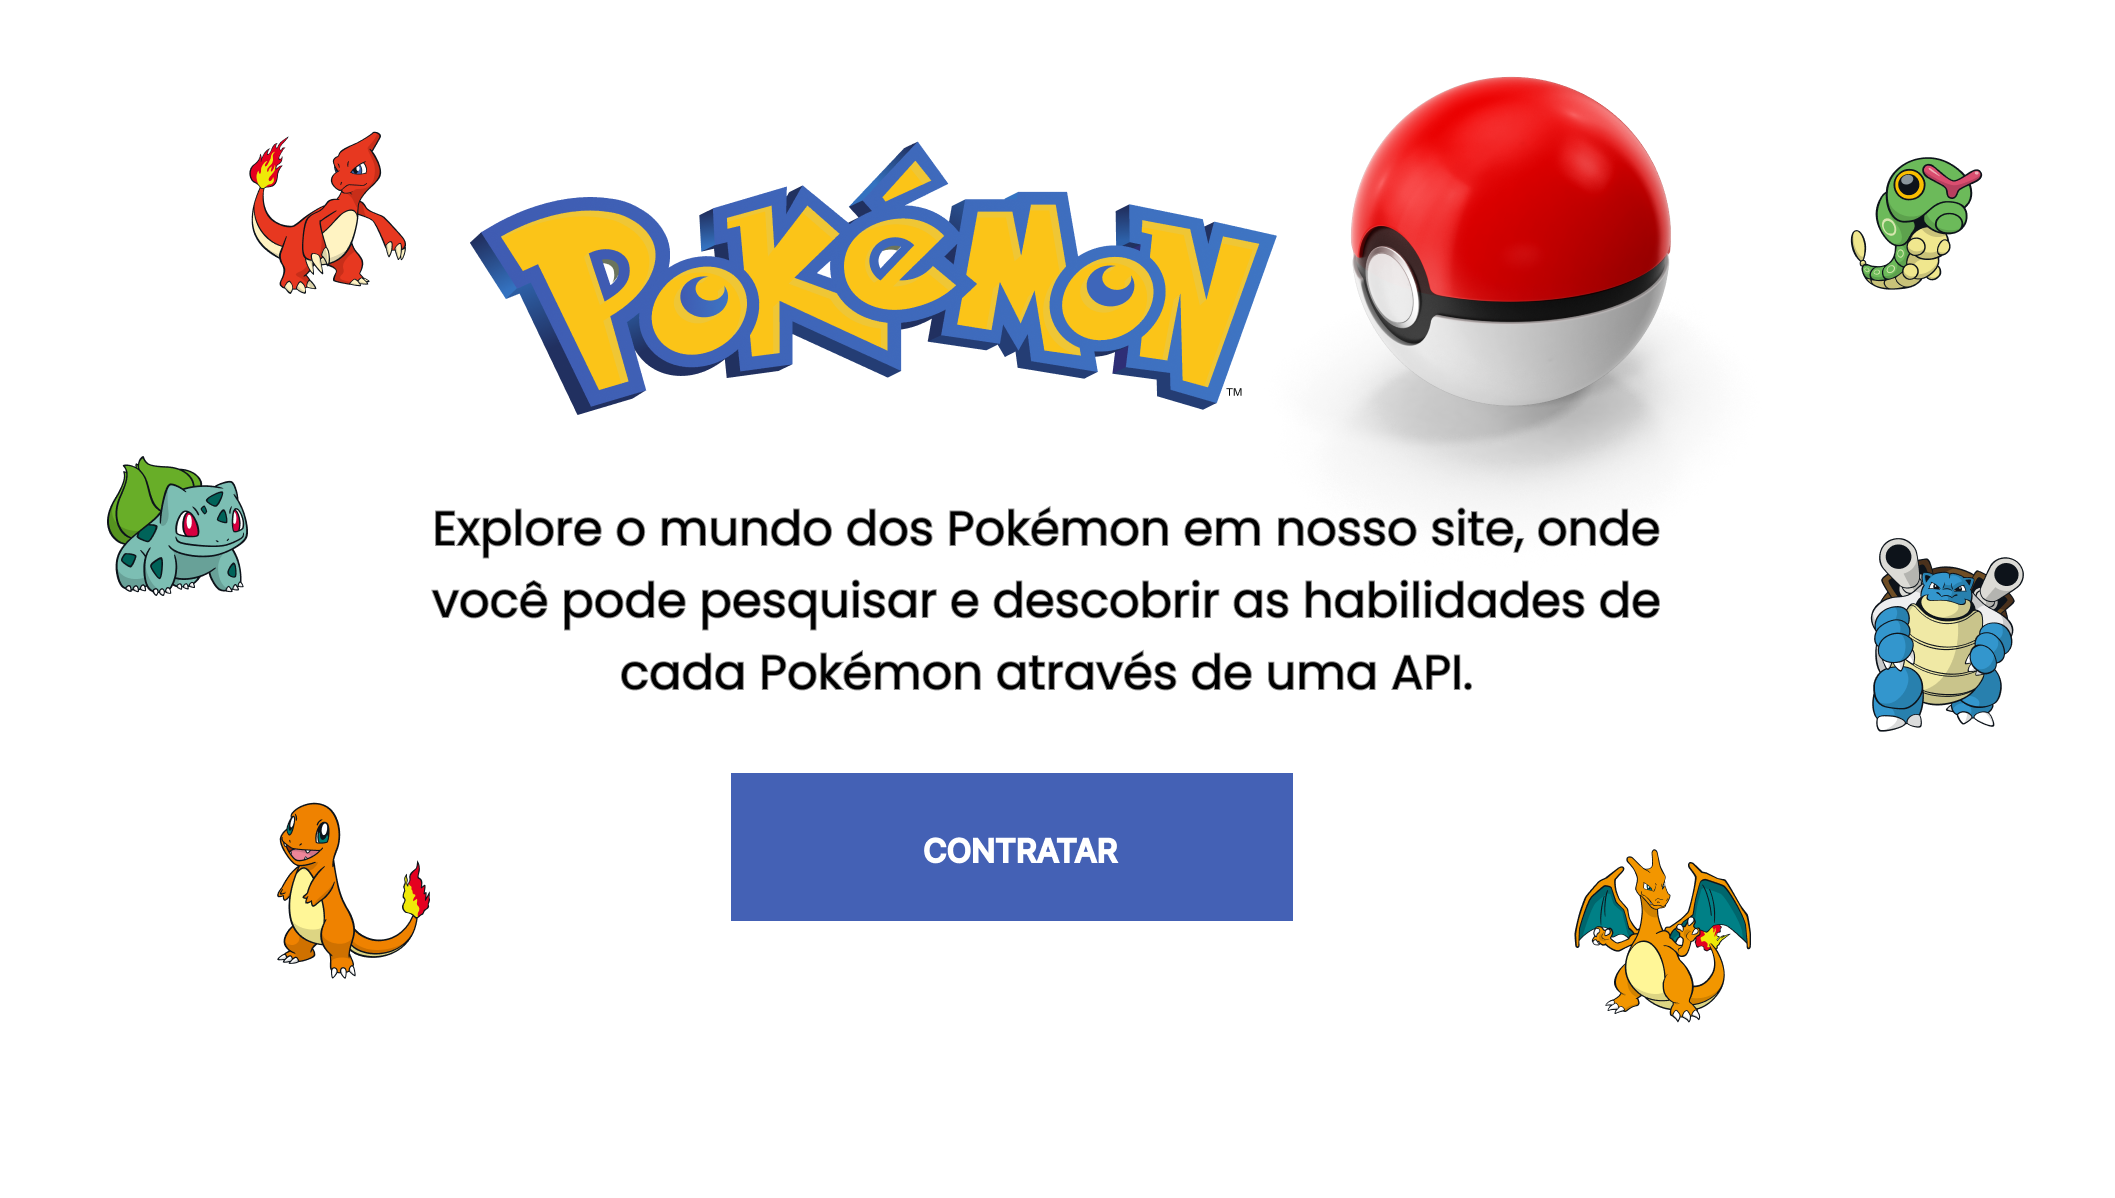 POKéMON
TM
Explore o mundo dos Pokémon em nosso site, onde
você pode pesquisar e descobrir as habilidades de
cada Pokémon através de uma API.
CONTRATAR